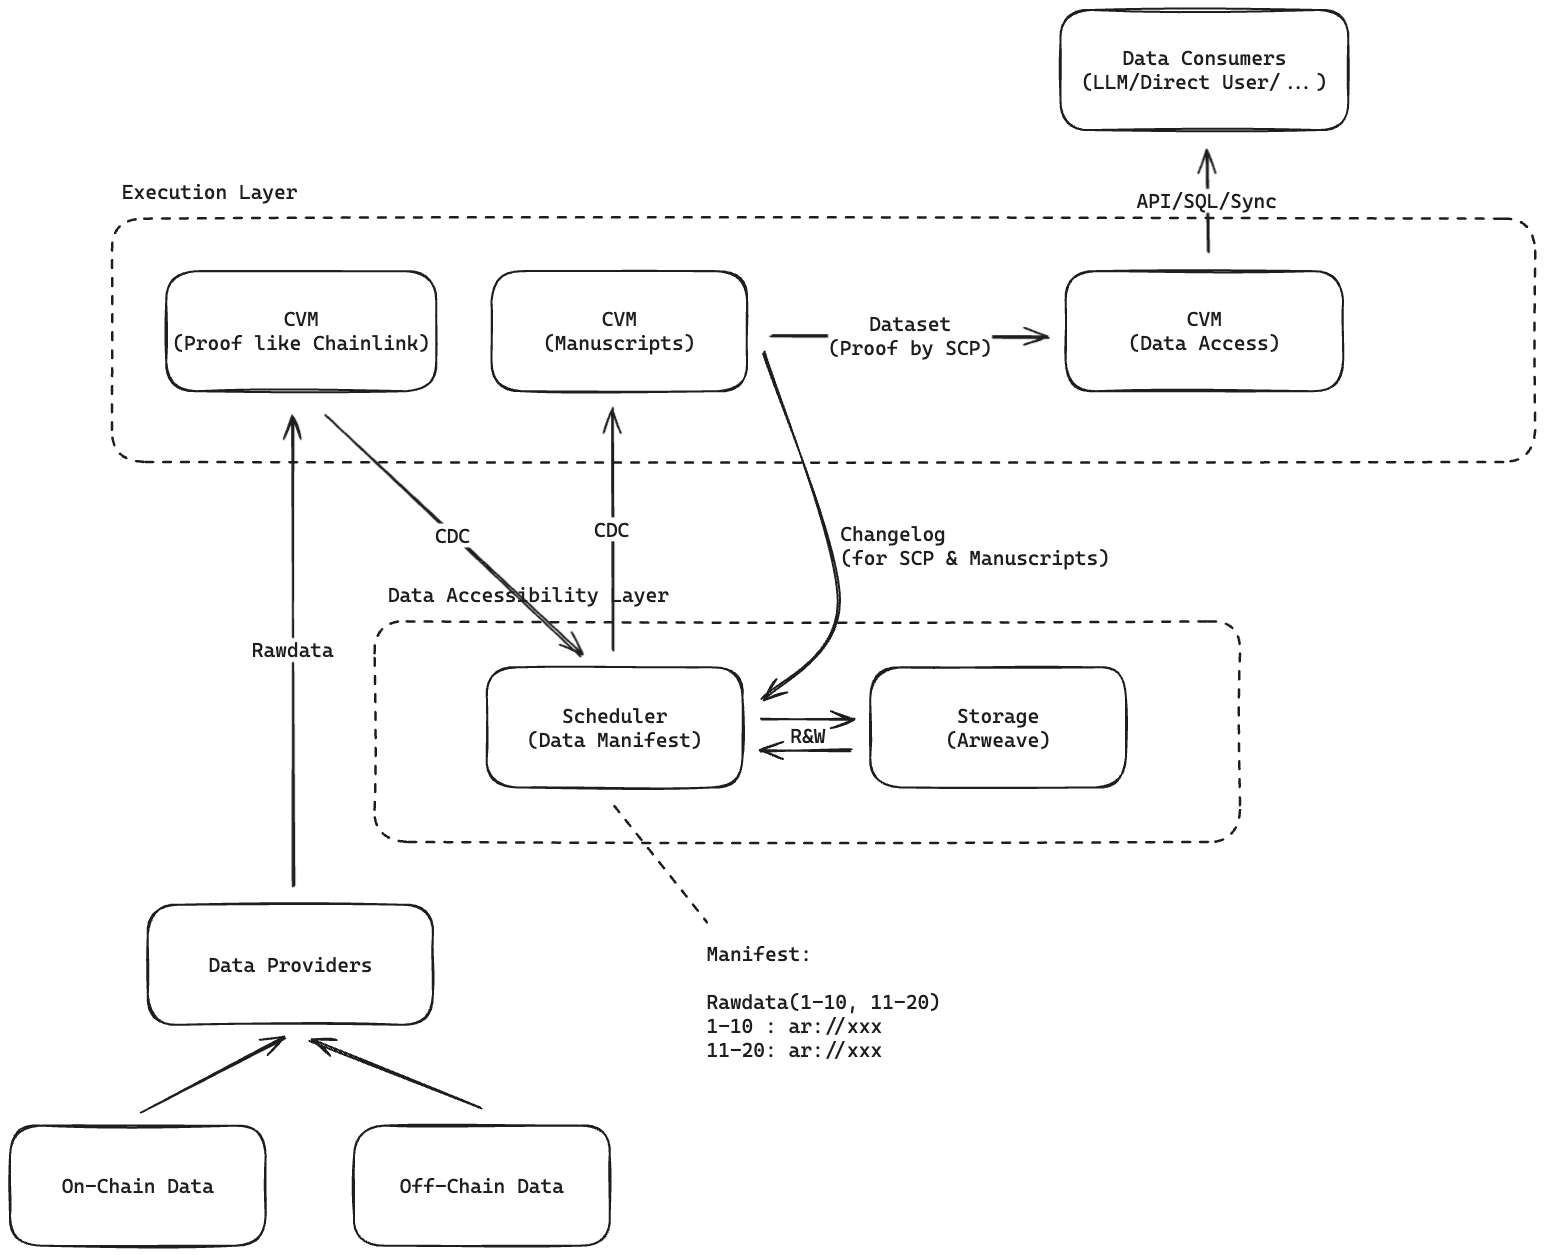 Data Consumers
(LLM/Direct User/ ... )
API/SQL/Sync
Execution Layer
CVM
(Proof like Chainlink)
CVM
(Manuscripts)
Dataset
(Proof by SCP)
CVM
(Data Access)
CDC
CDC
Changelog
(for SCP & Manuscripts)
Data Accessibility Layer
Rawdata
Scheduler
(Data Manifest)
R&W
Storage
(Arweave)
Data Providers
Manifest:
Rawdata(1-10, 11-20)
1-10 : ar://xxx
11-20: ar://xxx
On-Chain Data
Off-Chain Data